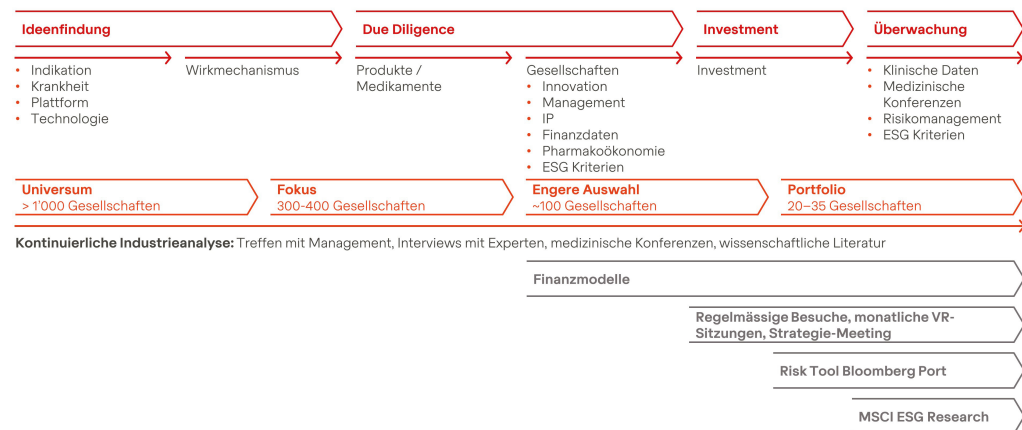 Ideenfindung
Due Diligence
Investment
Überwachung
• Indikation
• Krankheit
• Plattform
• Technologie
Wirkmechanismus
Produkte /
Medikamente
Gesellschaften
• Innovation
• Management
• IP
• Finanzdaten
• Pharmakoökonomie
• ESG Kriterien
Investment
• Klinische Daten
• Medizinische
Konferenzen
• Risikomanagement
• ESG Kriterien
Universum
> 1'000 Gesellschaften
Fokus
300-400 Gesellschaften
Engere Auswahl
~100 Gesellschaften
Portfolio
20–35 Gesellschaften
Kontinuierliche Industrieanalyse: Treffen mit Management, Interviews mit Experten, medizinische Konferenzen, wissenschaftliche Literatur
Finanzmodelle
Regelmässige Besuche, monatliche VR-
Sitzungen, Strategie-Meeting
Risk Tool Bloomberg Port
MSCI ESG Research